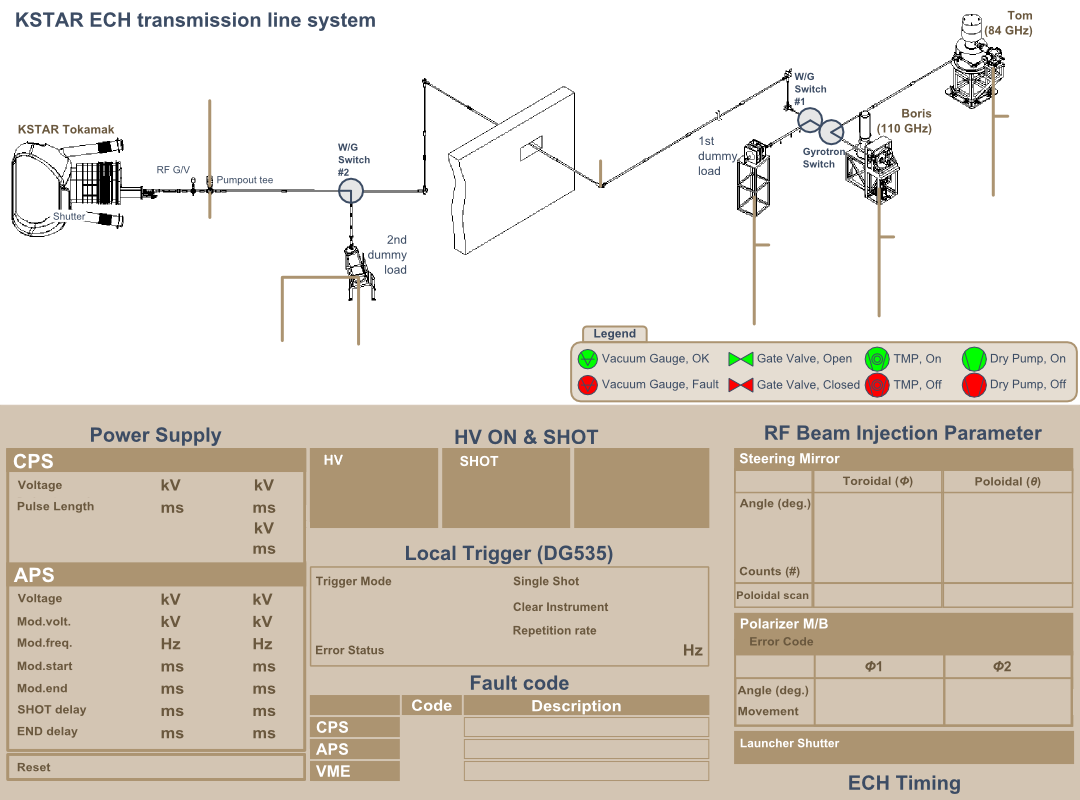 KSTAR ECH transmission line system
Tom
(84 GHz)
W/G
Switch
#1
Boris
(110 GHz)
KSTAR Tokamak
W/G
Switch
#2
1st
dummy
load
Gyrotron
Switch
RF G/V
Pumpout tee
Shutter
2nd
dummy
load
Legend
Vacuum Gauge, OK
Gate Valve, Open
TMP, On
Dry Pump, On
Vacuum Gauge, Fault
Gate Valve, Closed
TMP, Off
Dry Pump, Off
Power Supply
CPS
Voltage kV kV
Pulse Length ms ms
kV
ms
APS
Voltage kV kV
Mod.volt. kV kV
Mod.freq. Hz Hz
Mod.start ms ms
Mod.end ms ms
SHOT delay ms ms
END delay ms ms
Reset
HV ON & SHOT
HV SHOT
Local Trigger (DG535)
Trigger Mode Single Shot
Clear Instrument
Repetition rate
Error Status Hz
Fault code
Code Description
CPS
APS
VME
RF Beam Injection Parameter
Steering Mirror
Toroidal (Φ) Poloidal (θ)
Angle (deg.)
Counts (#)
Poloidal scan
Polarizer M/B
Error Code
Φ1 Φ2
Angle (deg.)
Movement
Launcher Shutter
ECH Timing